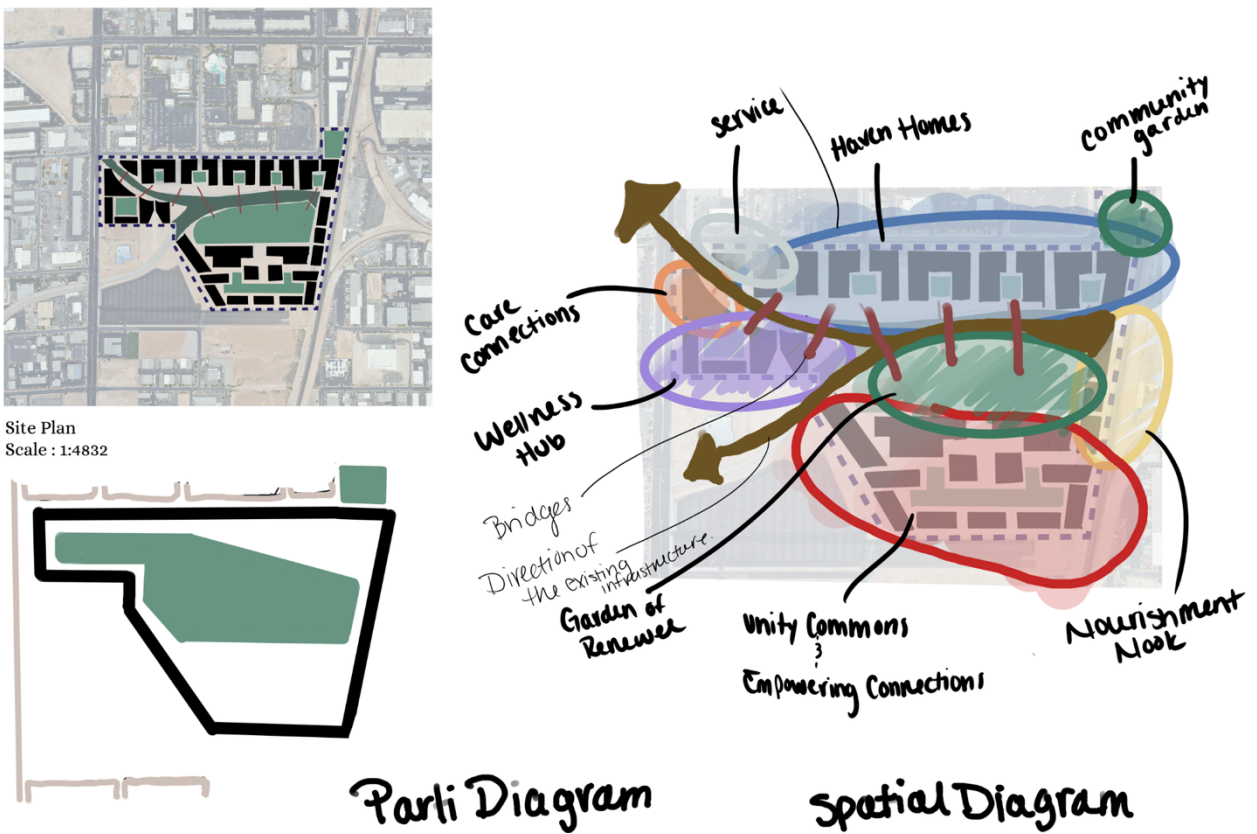 Site Plan
Scale : 1:4832
service
Haven Homes
community
garden
Care
Connections
Wellness
Hub
Bridges
Direction of
the existing
infrastructure.
Garden of
Renewel
Unity Commons
&
Empowering Connections
Nourishment
Nook
Parli Diagram
Spatial Diagram